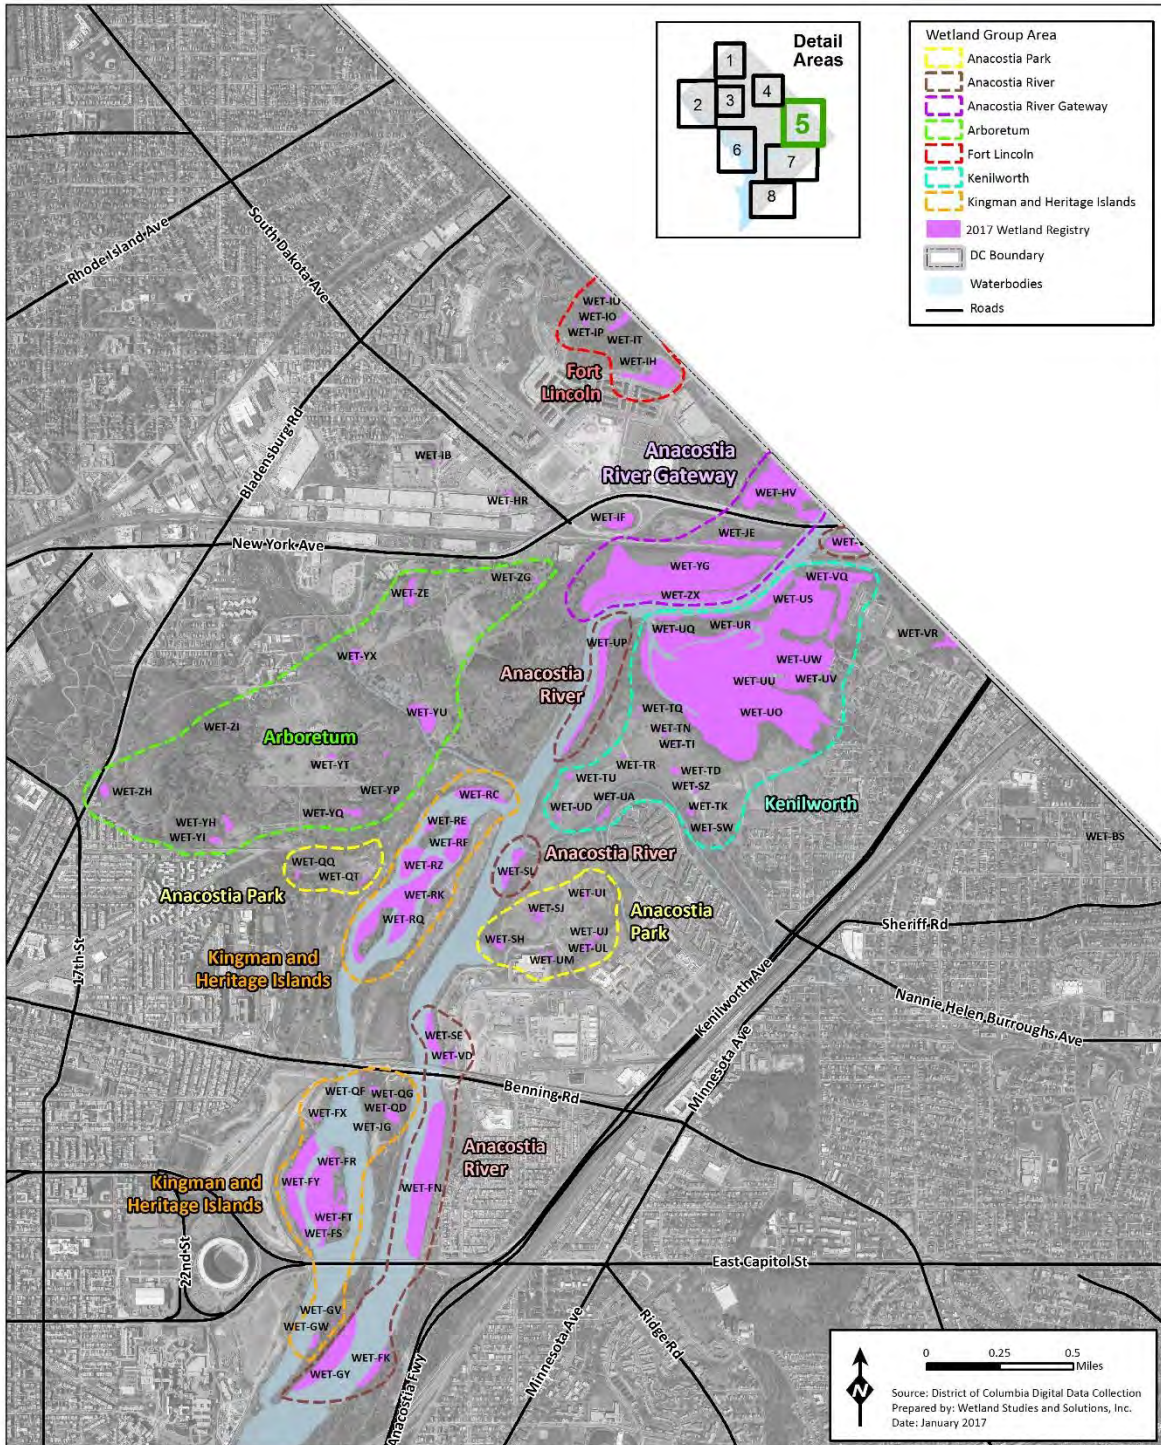 Detail
Areas
1
2
3
4
5
6
7
8
Wetland Group Area
Anacostia Park
Anacostia River
Anacostia River Gateway
Arboretum
Fort Lincoln
Kenilworth
Kingman and Heritage Islands
2017 Wetland Registry
DC Boundary
Waterbodies
Roads
Rhode Island Ave
South Dakota Ave
Bladensburg Rd
WET-IU
WET-IO
WET-IP
WET-IT
WET-IH
Fort
Lincoln
WET-IB
WET-HR
Anacostia
River Gateway
WET-HV
WET-IF
WET-JE
WET-
New York Ave
WET-YG
WET-ZX
WET-VQ
WET-US
WET-ZG
WET-ZE
WET-UP
WET-UQ
WET-UR
WET-VR
Anacostia
River
WET-UW
WET-UU
WET-UV
WET-UO
WET-YX
WET-YU
WET-ZI
Arboretum
WET-YT
WET-ZH
WET-YP
WET-YQ
WET-YH
WET-YI
WET-TQ
WET-TN
WET-TI
WET-TR
WET-TD
WET-TU
WET-SZ
WET-UA
WET-UD
WET-TK
WET-SW
Kenilworth
WET-RC
WET-RE
WET-RF
WET-RZ
WET-RK
WET-RQ
WET-BS
WET-QQ
WET-QT
Anacostia Park
Anacostia River
WET-SL
WET-UI
WET-SJ
WET-SH
WET-UJ
WET-UL
WET-UM
Anacostia
Park
Kingman and
Heritage Islands
17th St
Sheriff Rd
Kenilworth Ave
Nannie Helen Burroughs Ave
Minnesota Ave
WET-SE
WET-VD
Benning Rd
WET-QF
WET-QG
WET-QD
WET-FX
WET-JG
WET-FR
WET-FY
WET-FT
WET-FS
Kingman and
Heritage Islands
Anacostia
River
WET-FN
22nd St
East Capitol St
WET-GV
WET-GW
WET-FK
WET-GY
Anacostia Fwy
Minnesota Ave
Ridge Rd
N
0 0.25 0.5
Miles
Source: District of Columbia Digital Data Collection
Prepared by: Wetland Studies and Solutions, Inc.
Date: January 2017